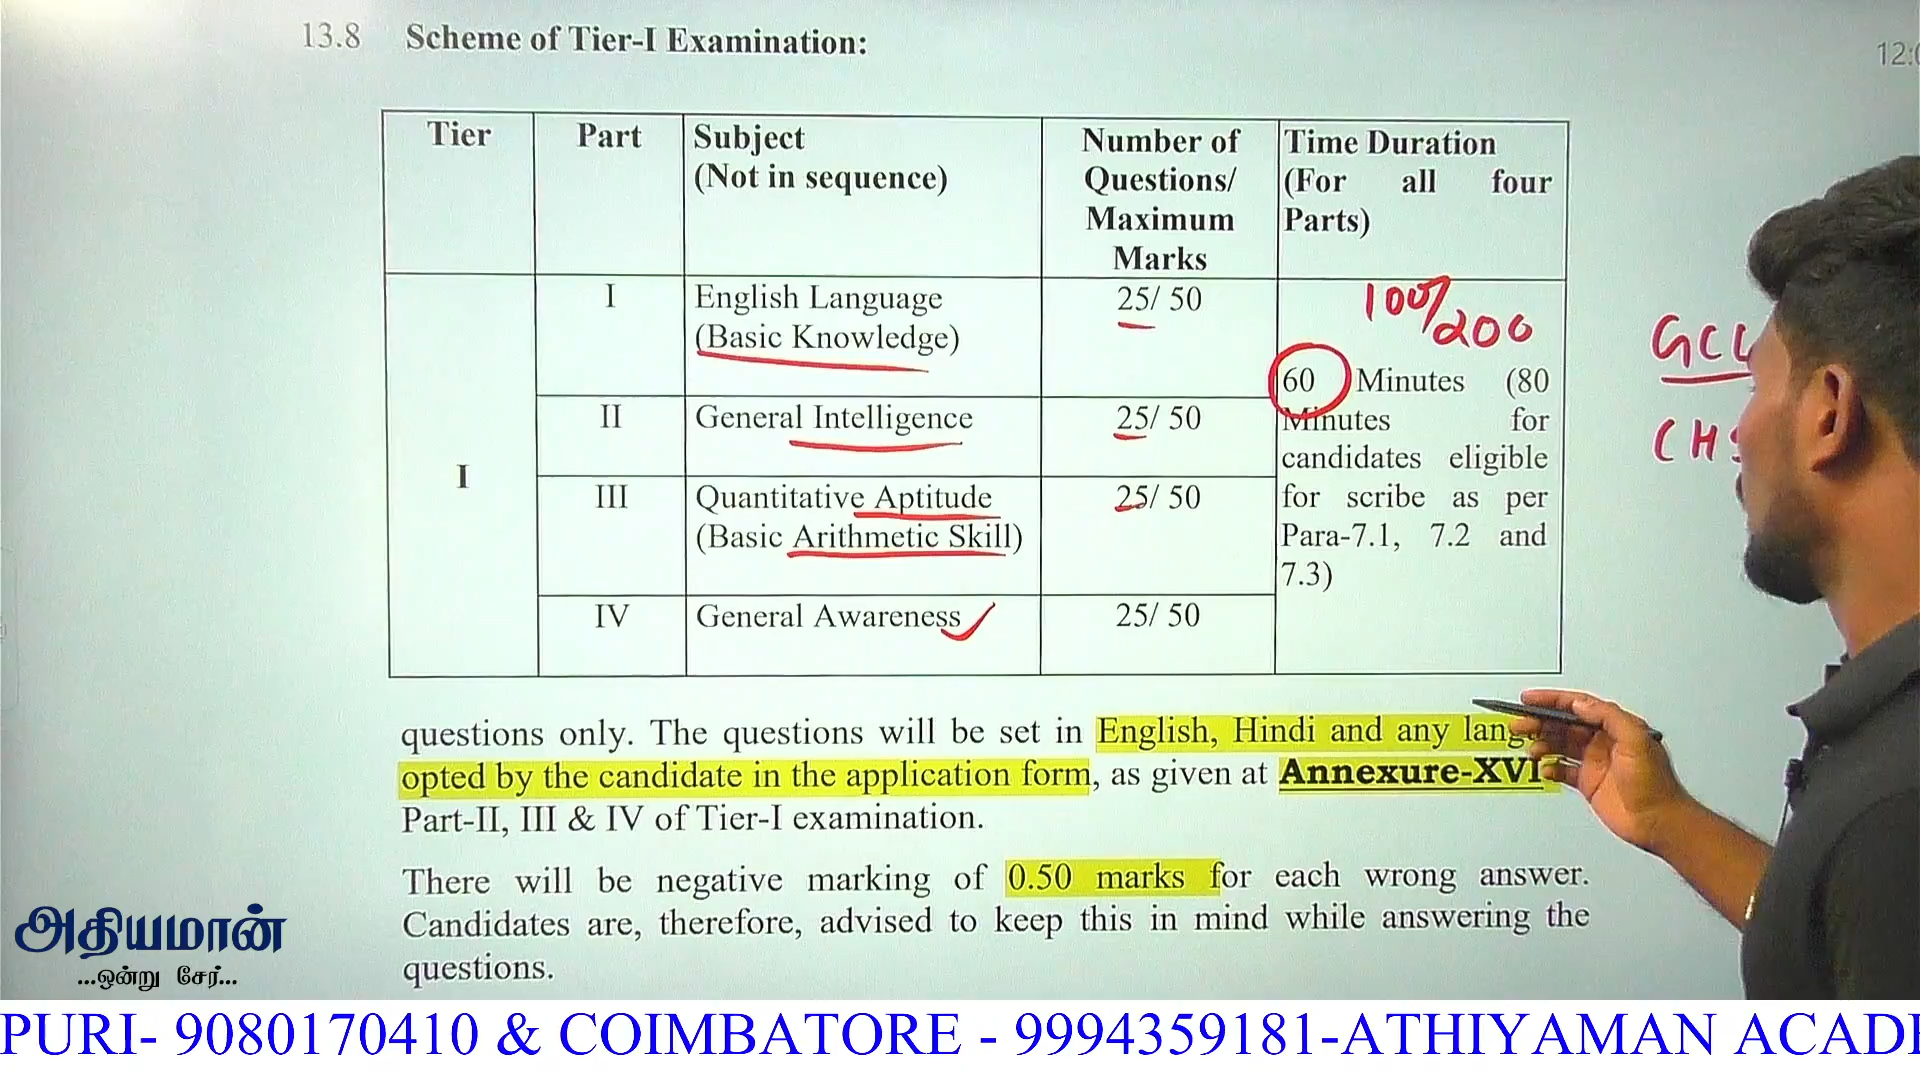 13.8 Scheme of Tier-I Examination:
12:0
Tier Part Subject (Not in sequence) Number of Questions/ Maximum Marks Time Duration (For all four Parts)
I
I English Language (Basic Knowledge) 25/ 50
II General Intelligence 25/ 50
III Quantitative Aptitude (Basic Arithmetic Skill) 25/ 50
IV General Awareness 25/ 50
100/200
60 Minutes (80
Minutes for
candidates eligible
for scribe as per
Para-7.1, 7.2 and
7.3)
questions only. The questions will be set in English, Hindi and any
opted by the candidate in the application form, as given at Annexure-XVI
Part-II, III & IV of Tier-I examination.
There will be negative marking of 0.50 marks for each wrong answer.
Candidates are, therefore, advised to keep this in mind while answering the
questions.
அதியமான்
...ஒன்று சேர்...
PURI- 9080170410 & COIMBATORE - 9994359181-ATHIYAMAN ACADE